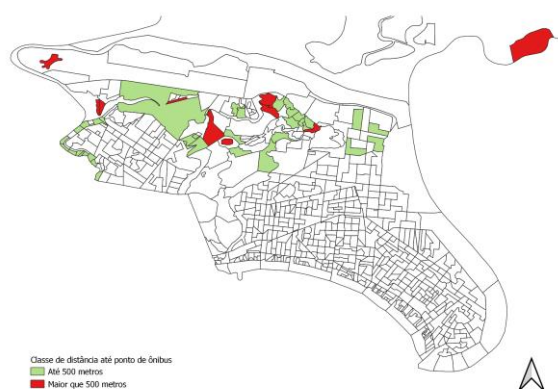 Classe de distância até ponto de ônibus
Até 500 metros
Maior que 500 metros